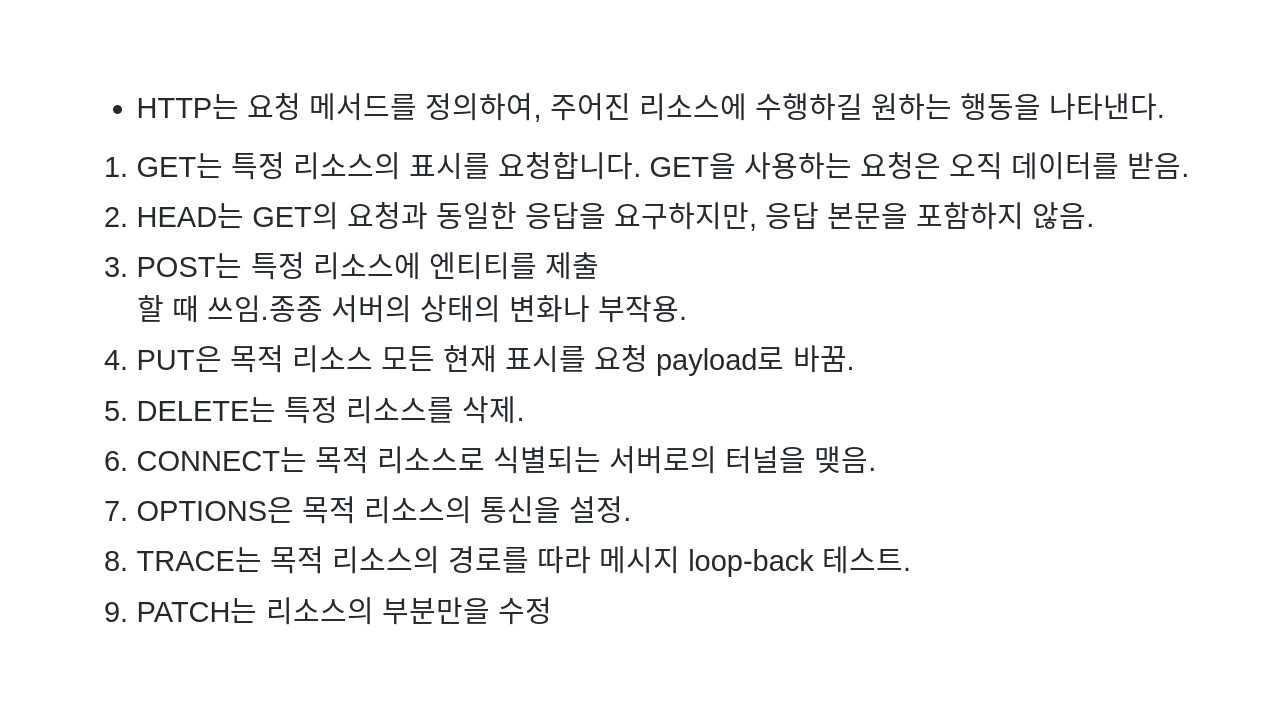 • HTTP는 요청 메서드를 정의하여, 주어진 리소스에 수행하길 원하는 행동을 나타낸다.
1. GET는 특정 리소스의 표시를 요청합니다. GET을 사용하는 요청은 오직 데이터를 받음.
2. HEAD는 GET의 요청과 동일한 응답을 요구하지만, 응답 본문을 포함하지 않음.
3. POST는 특정 리소스에 엔티티를 제출
할 때 쓰임.종종 서버의 상태의 변화나 부작용.
4. PUT은 목적 리소스 모든 현재 표시를 요청 payload로 바꿈.
5. DELETE는 특정 리소스를 삭제.
6. CONNECT는 목적 리소스로 식별되는 서버로의 터널을 맺음.
7. OPTIONS은 목적 리소스의 통신을 설정.
8. TRACE는 목적 리소스의 경로를 따라 메시지 loop-back 테스트.
9. PATCH는 리소스의 부분만을 수정